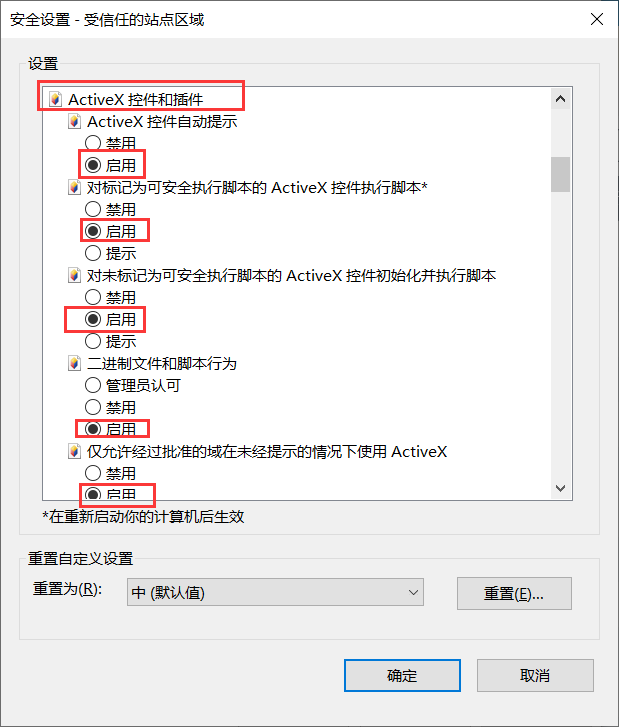 安全设置 - 受信任的站点区域
设置
ActiveX 控件和插件
ActiveX 控件自动提示
禁用
启用
对标记为可安全执行脚本的 ActiveX 控件执行脚本*
禁用
启用
提示
对未标记为可安全执行脚本的 ActiveX 控件初始化并执行脚本
禁用
启用
提示
二进制文件和脚本行为
管理员认可
禁用
启用
仅允许经过批准的域在未经提示的情况下使用 ActiveX
禁用
启用
*在重新启动你的计算机后生效
重置自定义设置
重置为(R):
中 (默认值)
重置(E)...
确定
取消